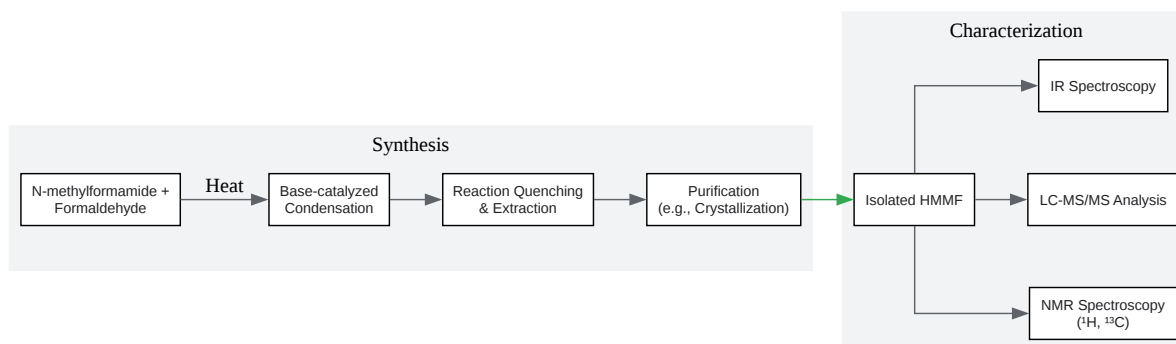 Synthesis
N-methylformamide +
Formaldehyde
Heat
Base-catalyzed
Condensation
Reaction Quenching
& Extraction
Purification
(e.g., Crystallization)
Characterization
Isolated HMMF
IR Spectroscopy
LC-MS/MS Analysis
NMR Spectroscopy
(¹H, ¹³C)